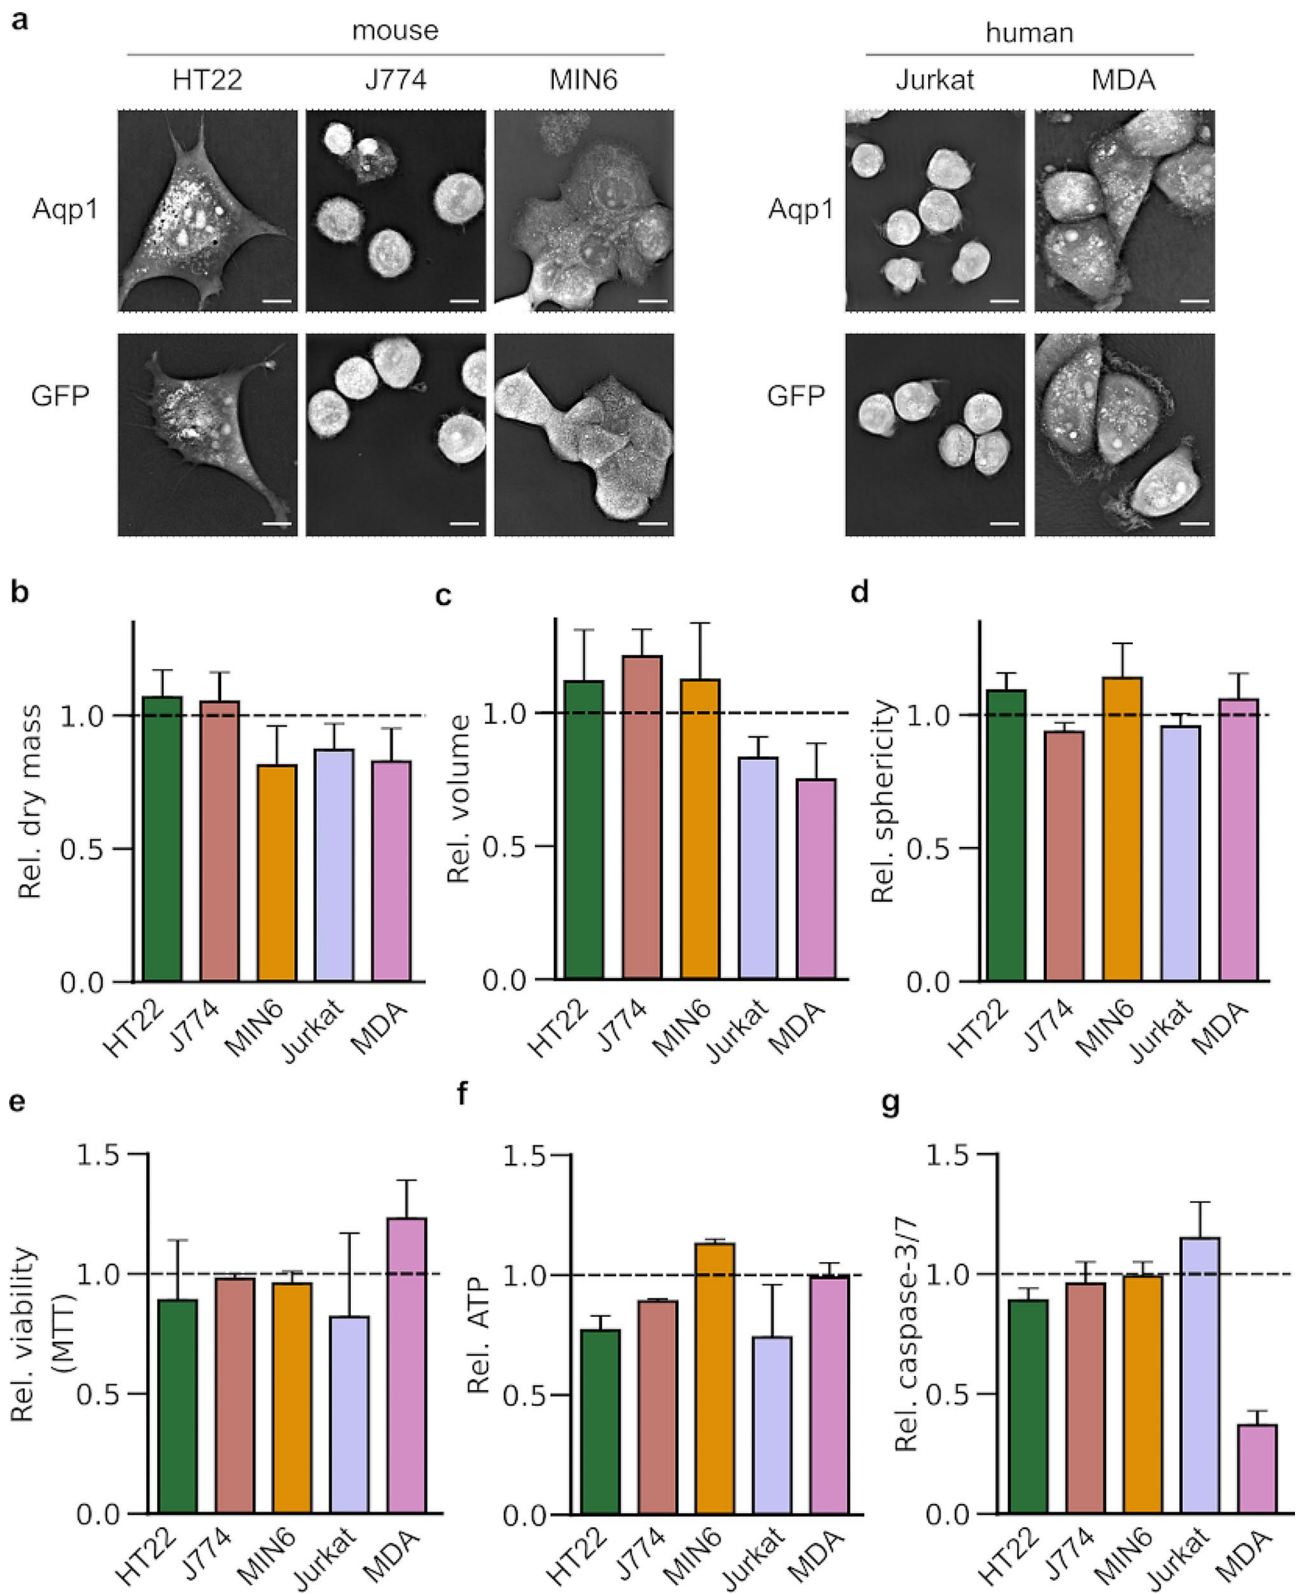 a
mouse
human
HT22 J774 MIN6 Jurkat MDA
Aqp1 Aqp1
GFP GFP
b
Rel. dry mass
1.0
0.5
0.0
HT22 J774 MIN6 Jurkat MDA
c
Rel. volume
1.0
0.5
0.0
HT22 J774 MIN6 Jurkat MDA
d
Rel. sphericity
1.0
0.5
0.0
HT22 J774 MIN6 Jurkat MDA
e
Rel. viability
(MTT)
1.5
1.0
0.5
0.0
HT22 J774 MIN6 Jurkat MDA
f
Rel. ATP
1.5
1.0
0.5
0.0
HT22 J774 MIN6 Jurkat MDA
g
Rel. caspase-3/7
1.5
1.0
0.5
0.0
HT22 J774 MIN6 Jurkat MDA